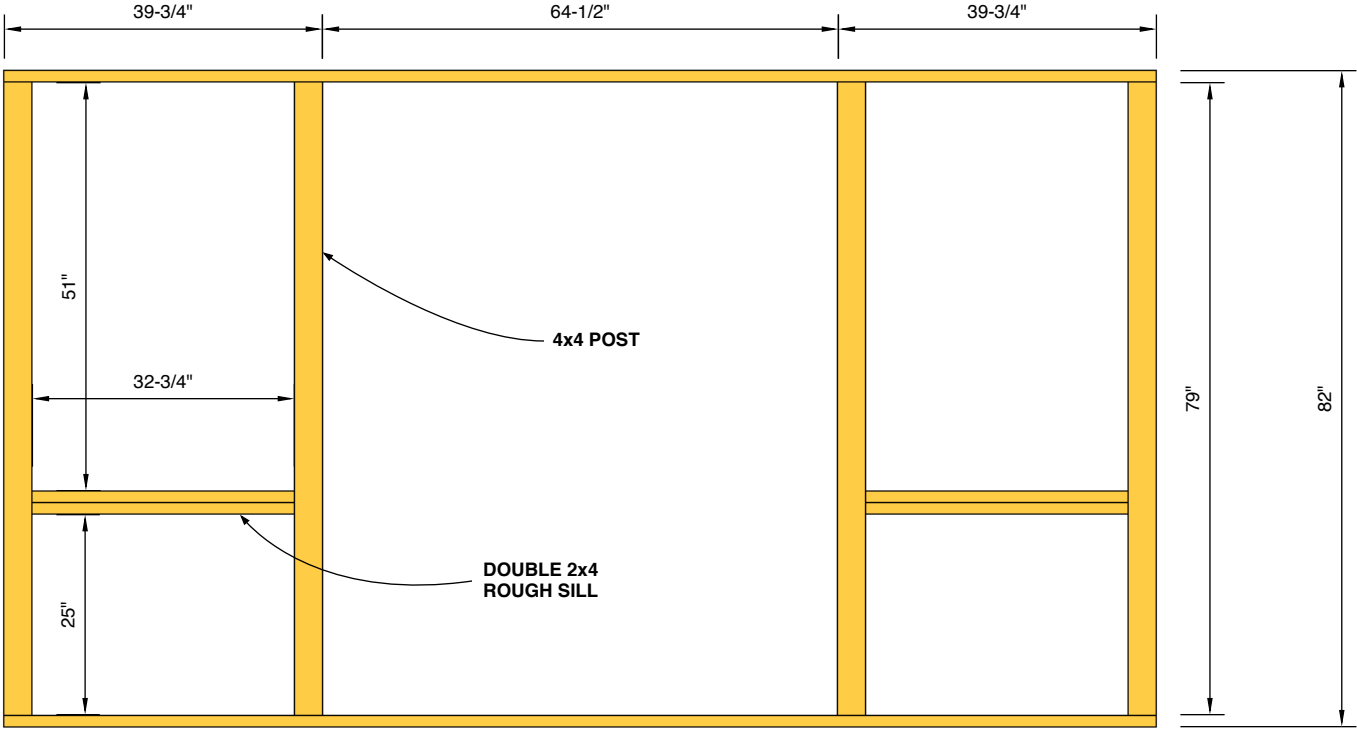 39-3/4"
64-1/2"
39-3/4"
51"
4x4 POST
32-3/4"
79"
82"
DOUBLE 2x4
ROUGH SILL
25"